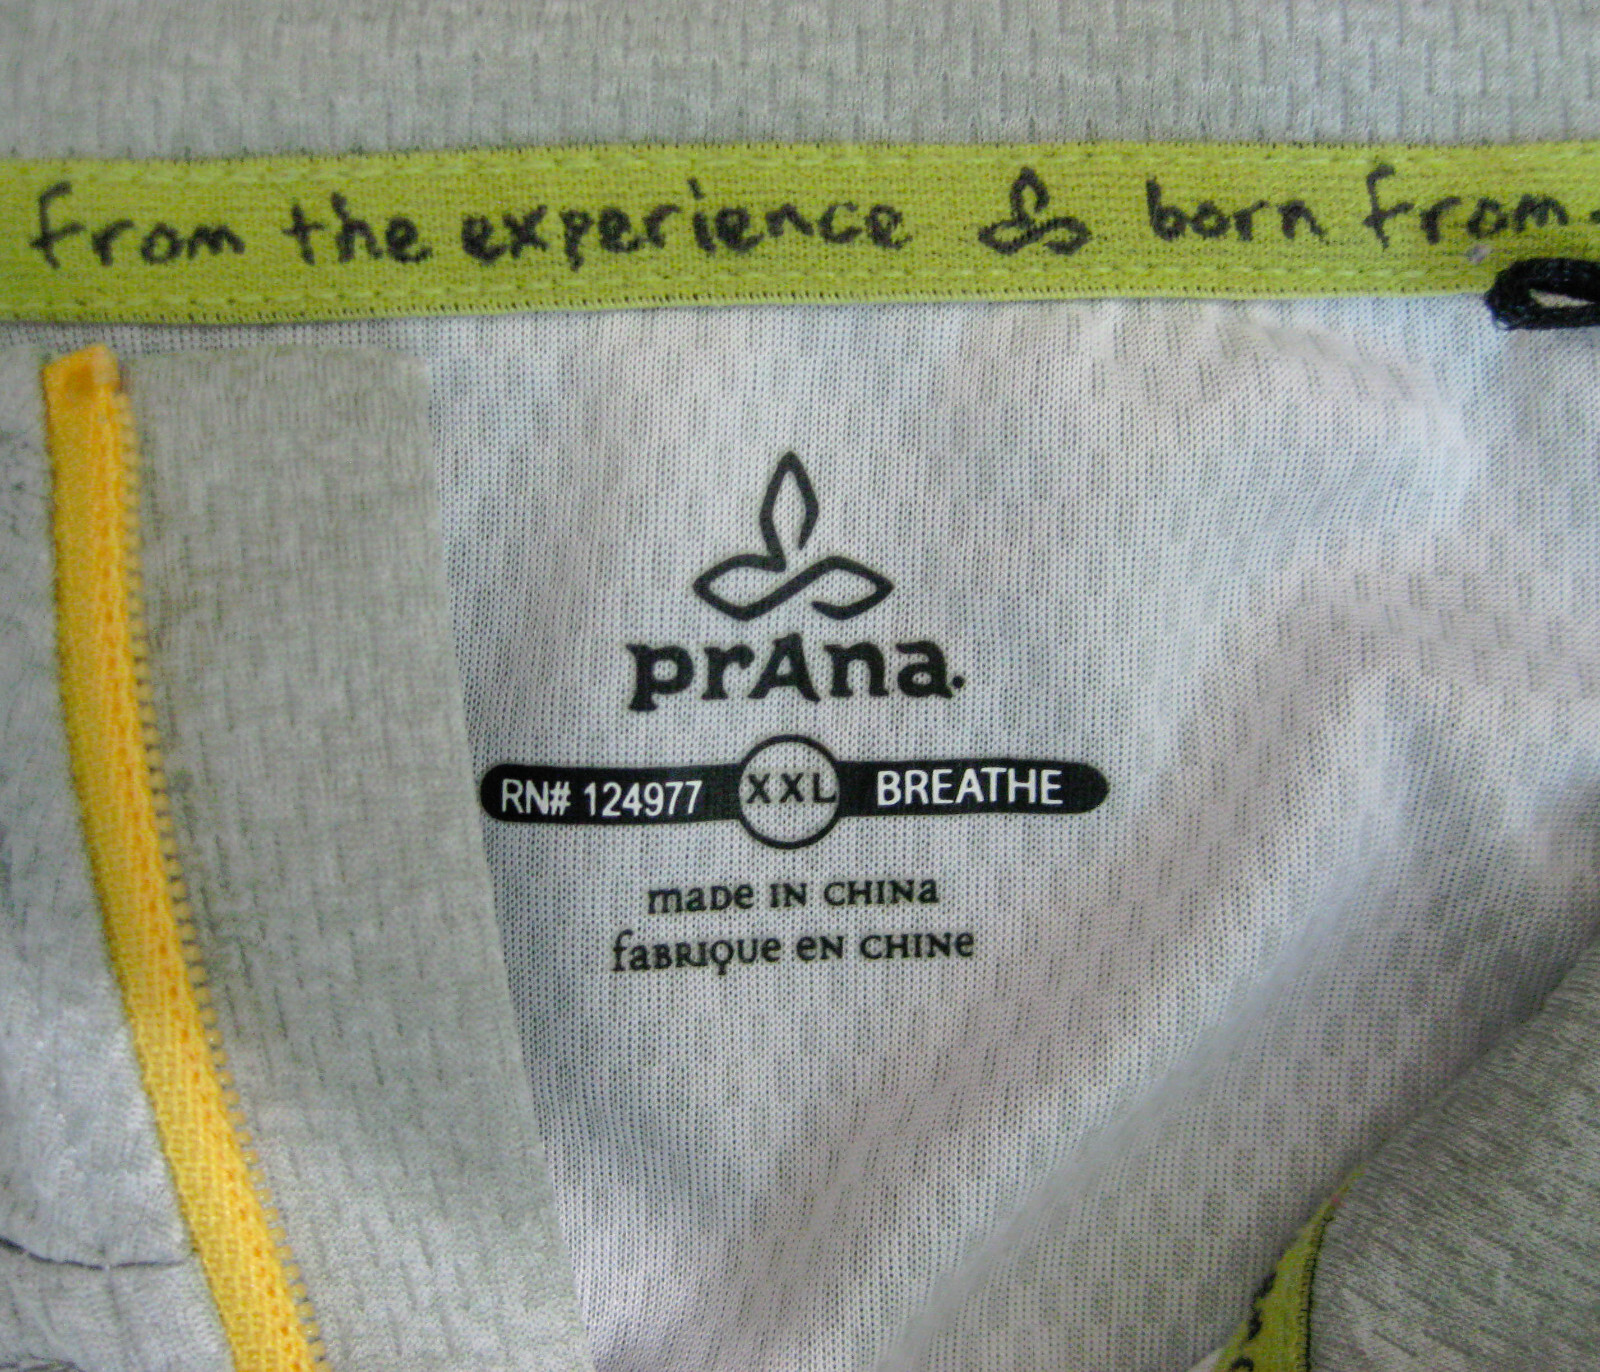 from the experience born from
prAna.
RN# 124977 XXL BREATHE
made in china
fabrique en chine